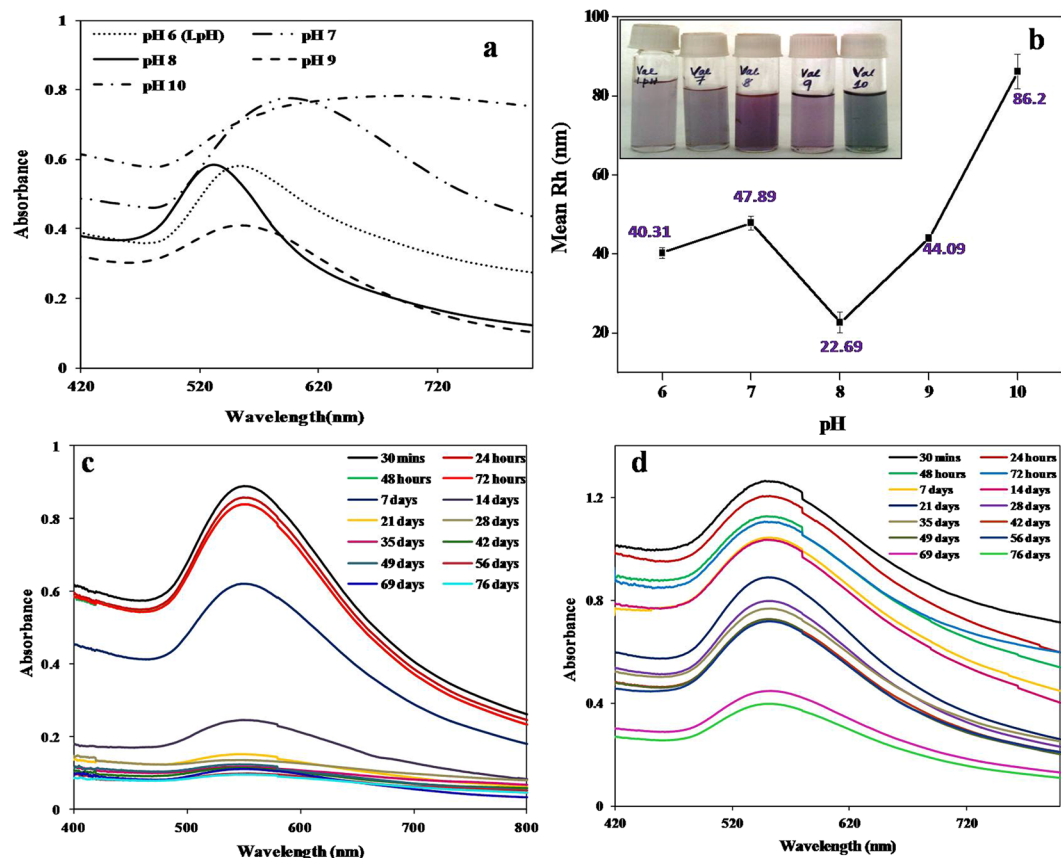 a
pH 6 (LpH) pH 7
pH 8 pH 9
pH 10
1
0.8
0.6
0.4
0.2
0
420 520 620 720
Absorbance
Wavelength(nm)
b
Val LpH
Val 7
Val. 8
Val 9
Val 10
100
80
60
40
20
Mean Rh (nm)
40.31
47.89
22.69
44.09
86.2
6 7 8 9 10
pH
c
30 mins 24 hours
48 hours 72 hours
7 days 14 days
21 days 28 days
35 days 42 days
49 days 56 days
69 days 76 days
1
0.8
0.6
0.4
0.2
0
400 500 600 700 800
Absorbance
Wavelength (nm)
d
30 mins 24 hours
48 hours 72 hours
7 days 14 days
21 days 28 days
35 days 42 days
49 days 56 days
69 days 76 days
1.2
0.8
0.4
0
420 520 620 720
Absorbance
Wavelength (nm)